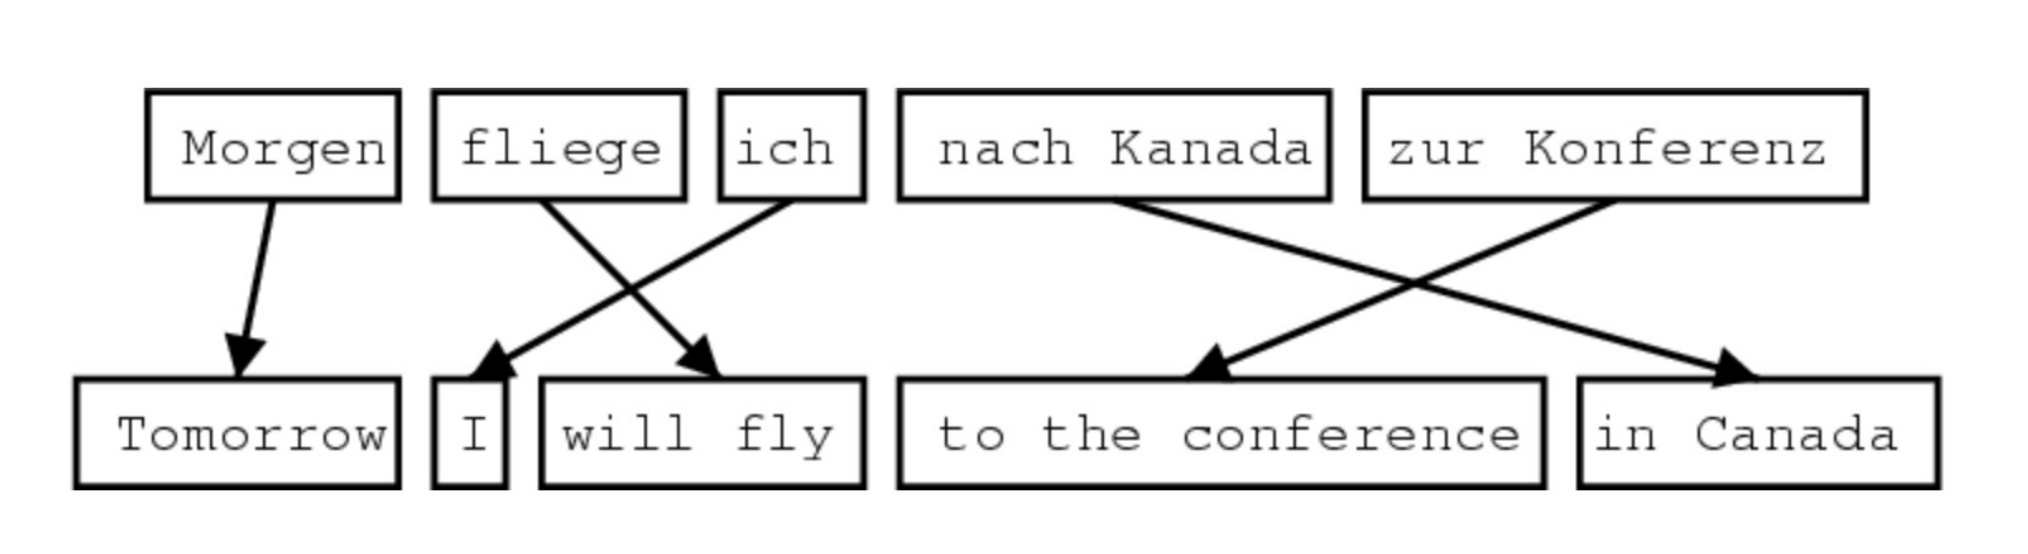 Morgen fliege ich nach Kanada zur Konferenz
Tomorrow I will fly to the conference in Canada